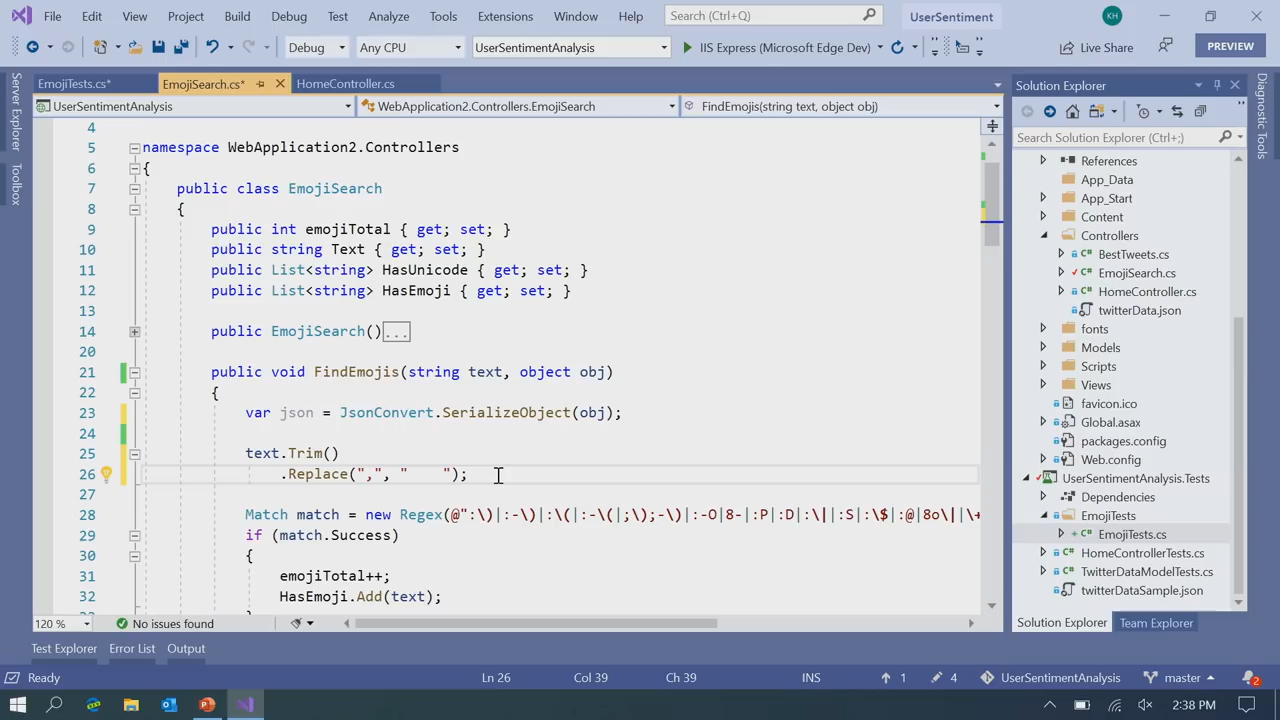 File Edit View Project Build Debug Test Analyze Tools Extensions Window Help Search (Ctrl+Q) UserSentiment KH
Debug Any CPU UserSentimentAnalysis IIS Express (Microsoft Edge Dev) Live Share PREVIEW
EmojiTests.cs* EmojiSearch.cs* HomeController.cs
UserSentimentAnalysis WebApplication2.Controllers.EmojiSearch FindEmojis(string text, object obj)
Server Explorer
Toolbox
4
5 namespace WebApplication2.Controllers
6 {
7 public class EmojiSearch
8 {
9 public int emojiTotal { get; set; }
10 public string Text { get; set; }
11 public List<string> HasUnicode { get; set; }
12 public List<string> HasEmoji { get; set; }
13
14 public EmojiSearch()...
20
21 public void FindEmojis(string text, object obj)
22 {
23 var json = JsonConvert.SerializeObject(obj);
24
25 text.Trim()
26 .Replace(",", "    ");
27
28 Match match = new Regex(@":\)|:-\)|:\(|:-\(|;\);-\)|:-O|8-|:P|:D|:\||:S|:\$|:@|8o\||\+
29 if (match.Success)
30 {
31 emojiTotal++;
32 HasEmoji.Add(text);
120 % No issues found
Solution Explorer
Search Solution Explorer (Ctrl+;)
References
App_Data
App_Start
Content
Controllers
BestTweets.cs
EmojiSearch.cs
HomeController.cs
twitterData.json
fonts
Models
Scripts
Views
favicon.ico
Global.asax
packages.config
Web.config
UserSentimentAnalysis.Tests
Dependencies
EmojiTests
EmojiTests.cs
HomeControllerTests.cs
TwitterDataModelTests.cs
twitterDataSample.json
Solution Explorer Team Explorer
Diagnostic Tools
Test Explorer Error List Output
Ready Ln 26 Col 39 Ch 39 INS 1 4 UserSentimentAnalysis master 2
2:38 PM